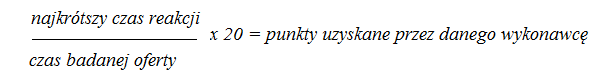 najkrótszy czas reakcji
x 20 = punkty uzyskane przez danego wykonawcę
czas badanej oferty